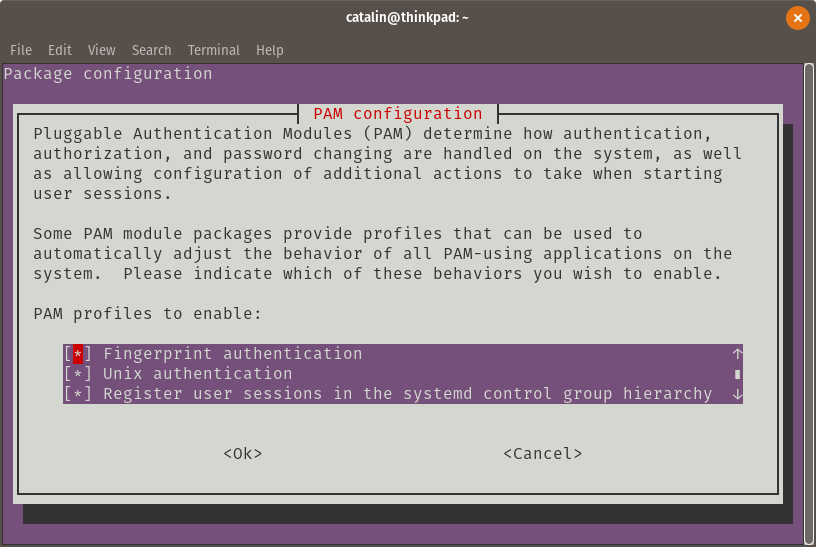 catalin@thinkpad: ~
File Edit View Search Terminal Help
Package configuration
PAM configuration
Pluggable Authentication Modules (PAM) determine how authentication,
authorization, and password changing are handled on the system, as well
as allowing configuration of additional actions to take when starting
user sessions.
Some PAM module packages provide profiles that can be used to
automatically adjust the behavior of all PAM-using applications on the
system.  Please indicate which of these behaviors you wish to enable.
PAM profiles to enable:
[*] Fingerprint authentication ↑
[*] Unix authentication
[*] Register user sessions in the systemd control group hierarchy ↓
<Ok> <Cancel>